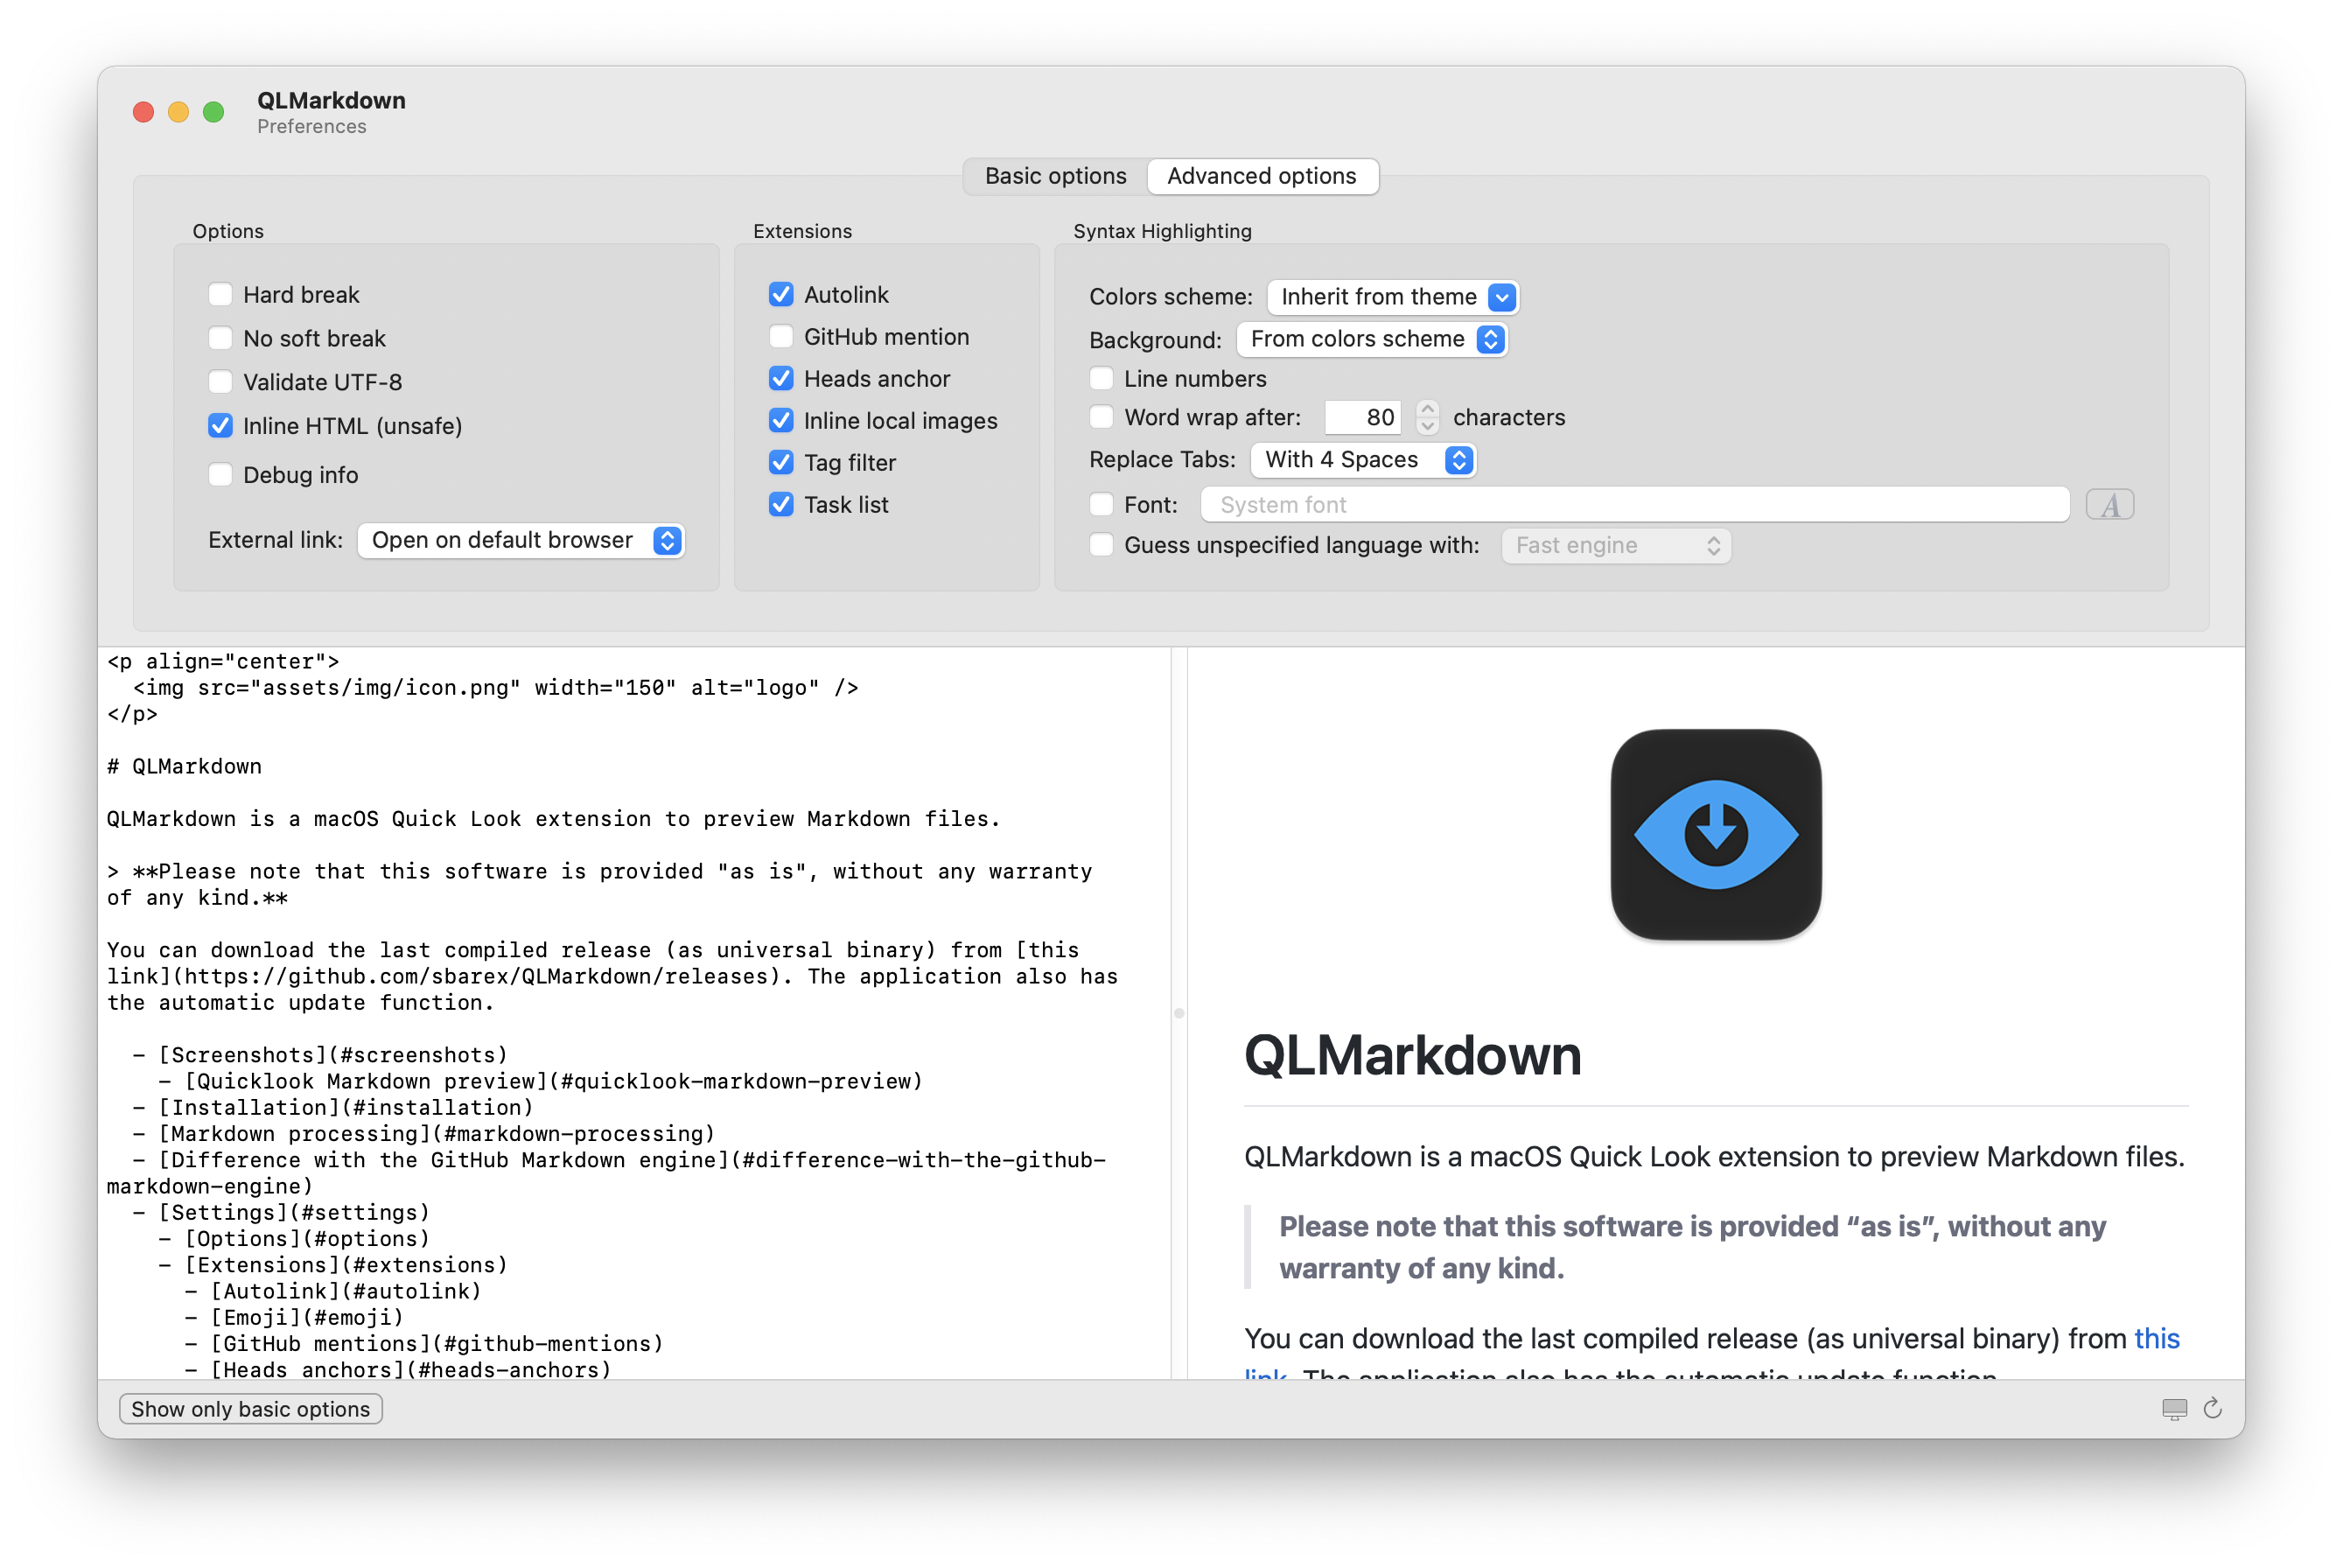 QLMarkdown
Preferences
Basic options
Advanced options
Options
Hard break
No soft break
Validate UTF-8
Inline HTML (unsafe)
Debug info
External link: Open on default browser
Extensions
Autolink
GitHub mention
Heads anchor
Inline local images
Tag filter
Task list
Syntax Highlighting
Colors scheme: Inherit from theme
Background: From colors scheme
Line numbers
Word wrap after: 80 characters
Replace Tabs: With 4 Spaces
Font: System font A
Guess unspecified language with: Fast engine
<p align="center">
  <img src="assets/img/icon.png" width="150" alt="logo" />
</p>
# QLMarkdown
QLMarkdown is a macOS Quick Look extension to preview Markdown files.
> **Please note that this software is provided "as is", without any warranty
of any kind.**
You can download the last compiled release (as universal binary) from [this
link](https://github.com/sbarex/QLMarkdown/releases). The application also has
the automatic update function.
  - [Screenshots](#screenshots)
    - [Quicklook Markdown preview](#quicklook-markdown-preview)
  - [Installation](#installation)
  - [Markdown processing](#markdown-processing)
  - [Difference with the GitHub Markdown engine](#difference-with-the-github-
markdown-engine)
  - [Settings](#settings)
    - [Options](#options)
    - [Extensions](#extensions)
      - [Autolink](#autolink)
      - [Emoji](#emoji)
      - [GitHub mentions](#github-mentions)
      - [Heads anchors](#heads-anchors)
QLMarkdown
QLMarkdown is a macOS Quick Look extension to preview Markdown files.
Please note that this software is provided “as is”, without any
warranty of any kind.
You can download the last compiled release (as universal binary) from this
link. The application also has the automatic update function.
Show only basic options